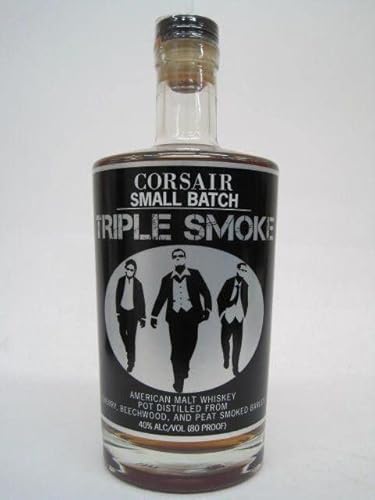 CORSAIR
SMALL BATCH
TRIPLE SMOKE
AMERICAN MALT WHISKEY
POT DISTILLED FROM
BEECHWOOD, AND PEAT SMOKED
40% ALC/VOL (80 PROOF)